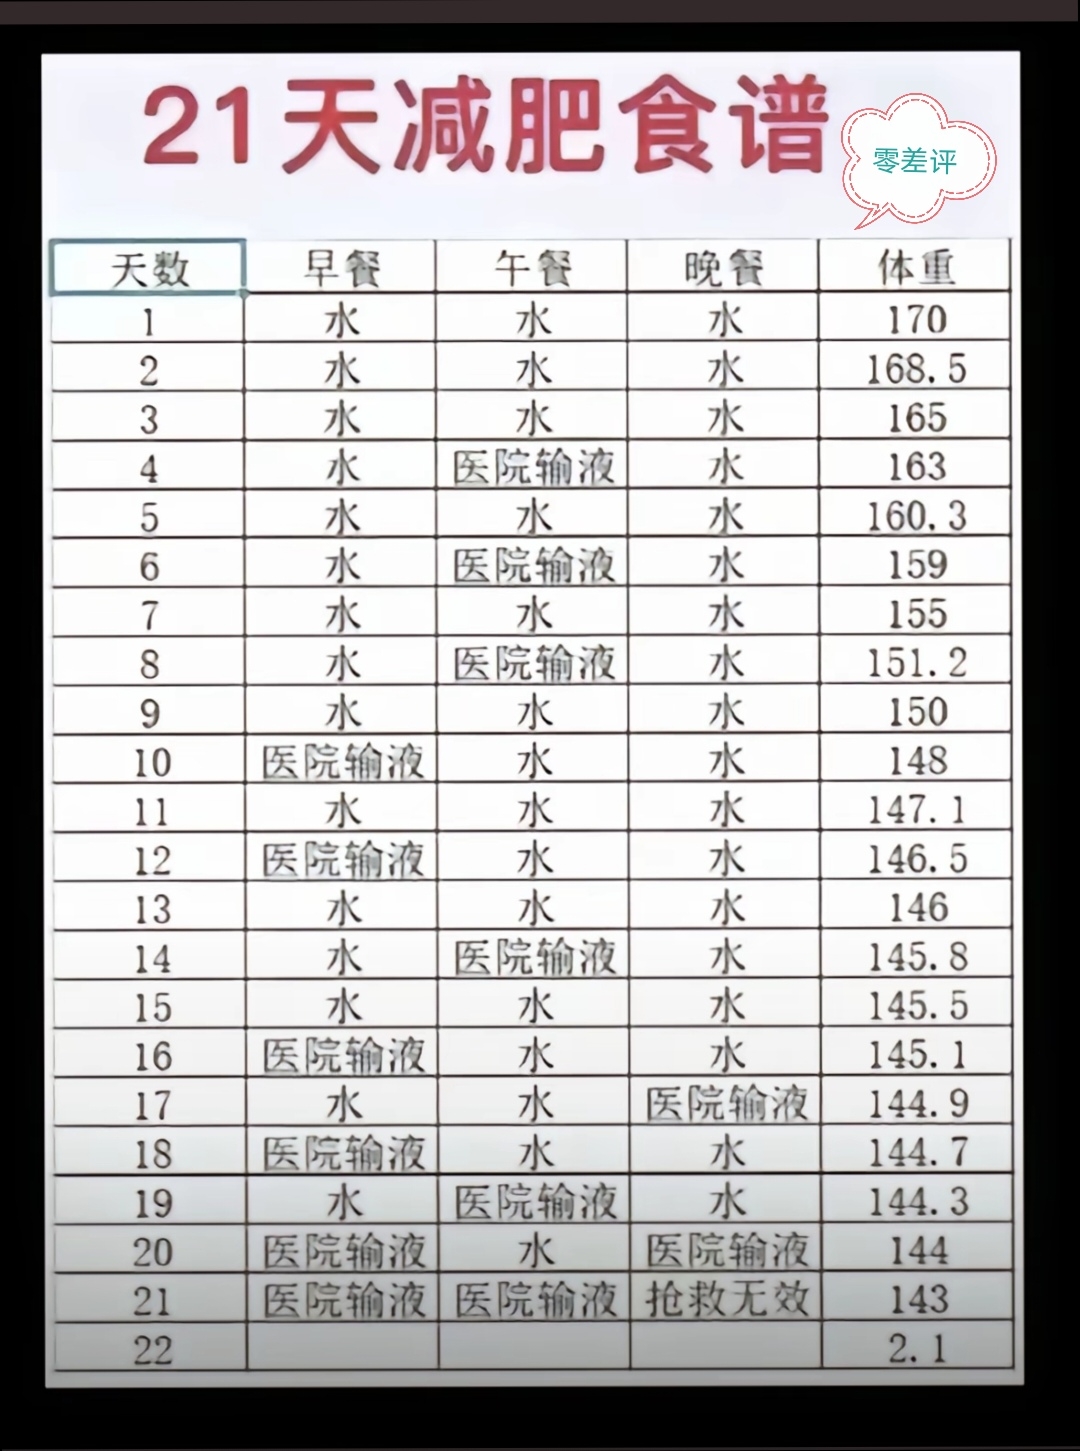 21天减肥食谱
零差评
天数 早餐 午餐 晚餐 体重
1 水 水 水 170
2 水 水 水 168.5
3 水 水 水 165
4 水 医院输液 水 163
5 水 水 水 160.3
6 水 医院输液 水 159
7 水 水 水 155
8 水 医院输液 水 151.2
9 水 水 水 150
10 医院输液 水 水 148
11 水 水 水 147.1
12 医院输液 水 水 146.5
13 水 水 水 146
14 水 医院输液 水 145.8
15 水 水 水 145.5
16 医院输液 水 水 145.1
17 水 水 医院输液 144.9
18 医院输液 水 水 144.7
19 水 医院输液 水 144.3
20 医院输液 水 医院输液 144
21 医院输液 医院输液 抢救无效 143
22 2.1